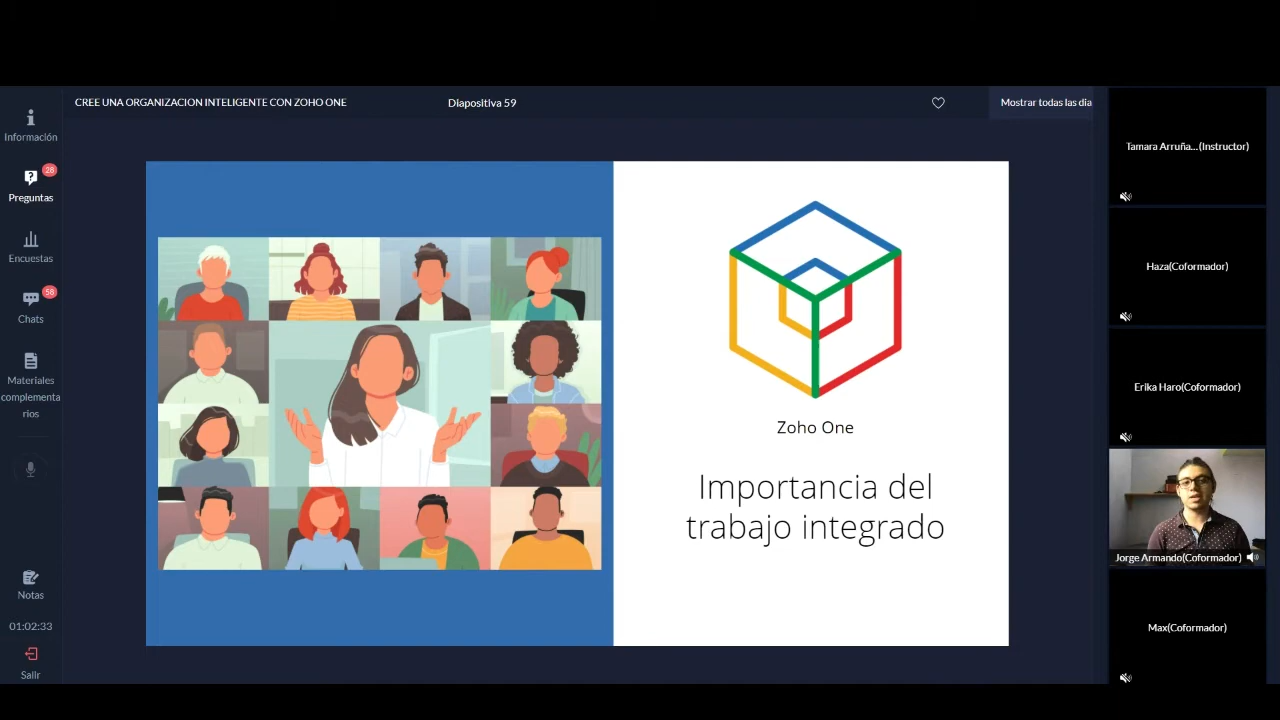 CREE UNA ORGANIZACION INTELIGENTE CON ZOHO ONE
Diapositiva 59
Mostrar todas las dia
Información
28
Preguntas
Encuestas
58
Chats
Materiales
complementa
rios
Notas
01:02:33
Salir
Zoho One
Importancia del
trabajo integrado
Tamara Arruña...(Instructor)
Haza(Coformador)
Erika Haro(Coformador)
Jorge Armando(Coformador)
Max(Coformador)